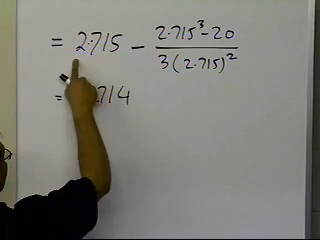 = 2.715 - (2.715³ - 20) / (3(2.715)²)
= .714